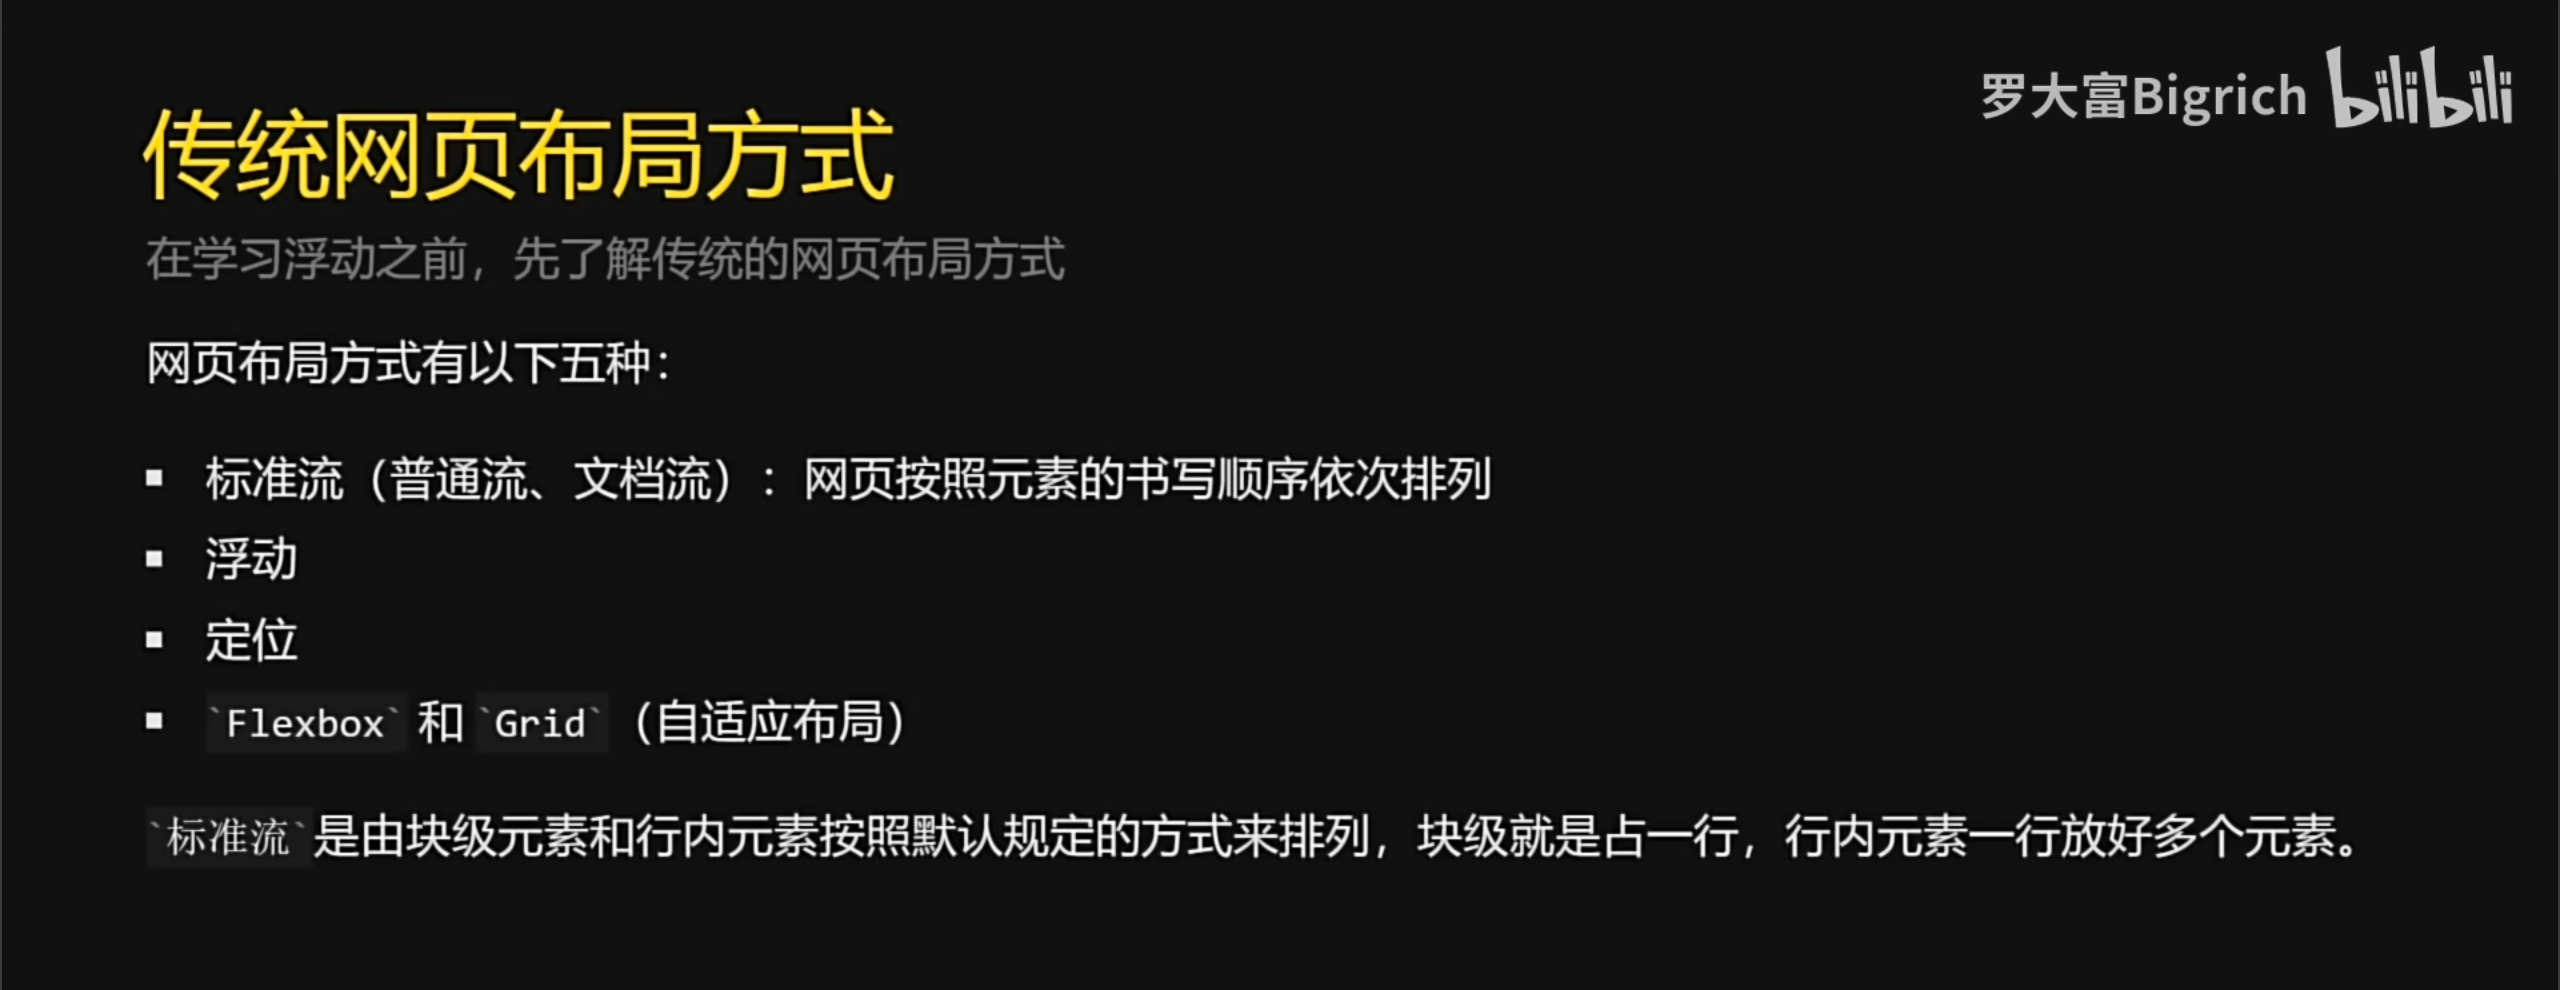 罗大富Bigrich bilibili
传统网页布局方式
在学习浮动之前，先了解传统的网页布局方式
网页布局方式有以下五种：
▪ 标准流（普通流、文档流）：网页按照元素的书写顺序依次排列
▪ 浮动
▪ 定位
▪ `Flexbox` 和 `Grid`（自适应布局）
`标准流`是由块级元素和行内元素按照默认规定的方式来排列，块级就是占一行，行内元素一行放好多个元素。